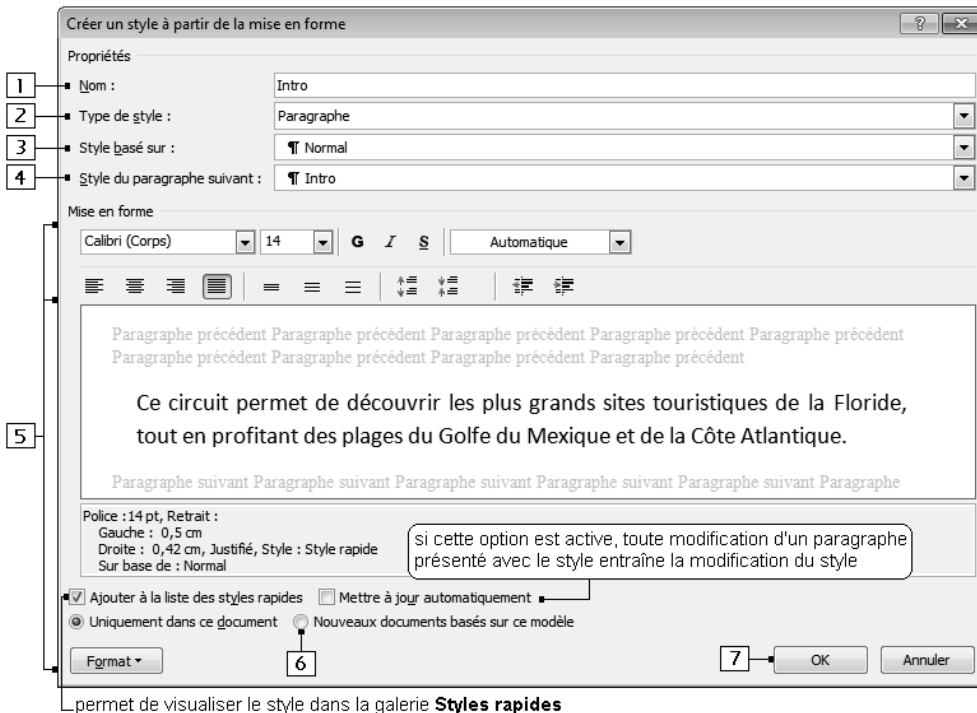 Créer un style à partir de la mise en forme
Propriétés
1 Nom : Intro
2 Type de style : Paragraphe
3 Style basé sur : ¶ Normal
4 Style du paragraphe suivant : ¶ Intro
Mise en forme
Calibri (Corps) 14 G I S Automatique
Paragraphe précédent Paragraphe précédent Paragraphe précédent Paragraphe précédent Paragraphe précédent
Paragraphe précédent Paragraphe précédent Paragraphe précédent Paragraphe précédent
Ce circuit permet de découvrir les plus grands sites touristiques de la Floride,
5 tout en profitant des plages du Golfe du Mexique et de la Côte Atlantique.
Paragraphe suivant Paragraphe suivant Paragraphe suivant Paragraphe suivant Paragraphe suivant Paragraphe
Police :14 pt, Retrait :
Gauche : 0,5 cm
Droite : 0,42 cm, Justifié, Style : Style rapide
Sur base de : Normal
si cette option est active, toute modification d'un paragraphe
présenté avec le style entraîne la modification du style
Ajouter à la liste des styles rapides Mettre à jour automatiquement
Uniquement dans ce document Nouveaux documents basés sur ce modèle
Format 6 7 OK Annuler
permet de visualiser le style dans la galerie Styles rapides